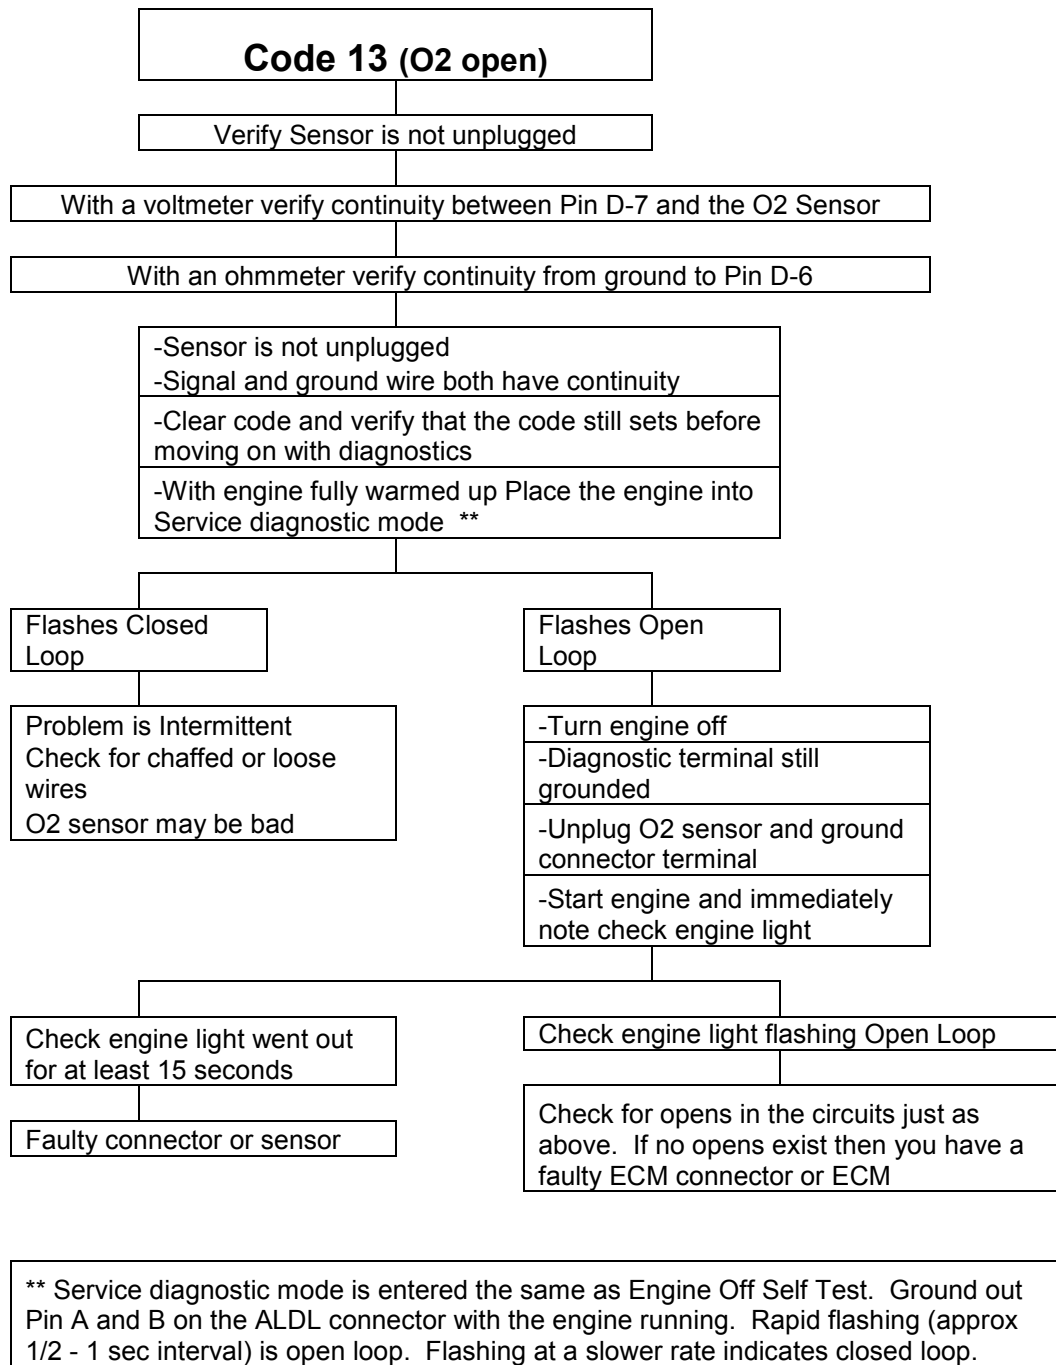 Code 13 (O2 open)
Verify Sensor is not unplugged
With a voltmeter verify continuity between Pin D-7 and the O2 Sensor
With an ohmmeter verify continuity from ground to Pin D-6
-Sensor is not unplugged
-Signal and ground wire both have continuity
-Clear code and verify that the code still sets before
moving on with diagnostics
-With engine fully warmed up Place the engine into
Service diagnostic mode **
Flashes Closed
Loop
Problem is Intermittent
Check for chaffed or loose
wires
O2 sensor may be bad
Flashes Open
Loop
-Turn engine off
-Diagnostic terminal still
grounded
-Unplug O2 sensor and ground
connector terminal
-Start engine and immediately
note check engine light
Check engine light went out
for at least 15 seconds
Faulty connector or sensor
Check engine light flashing Open Loop
Check for opens in the circuits just as
above. If no opens exist then you have a
faulty ECM connector or ECM
** Service diagnostic mode is entered the same as Engine Off Self Test. Ground out
Pin A and B on the ALDL connector with the engine running. Rapid flashing (approx
1/2 - 1 sec interval) is open loop. Flashing at a slower rate indicates closed loop.